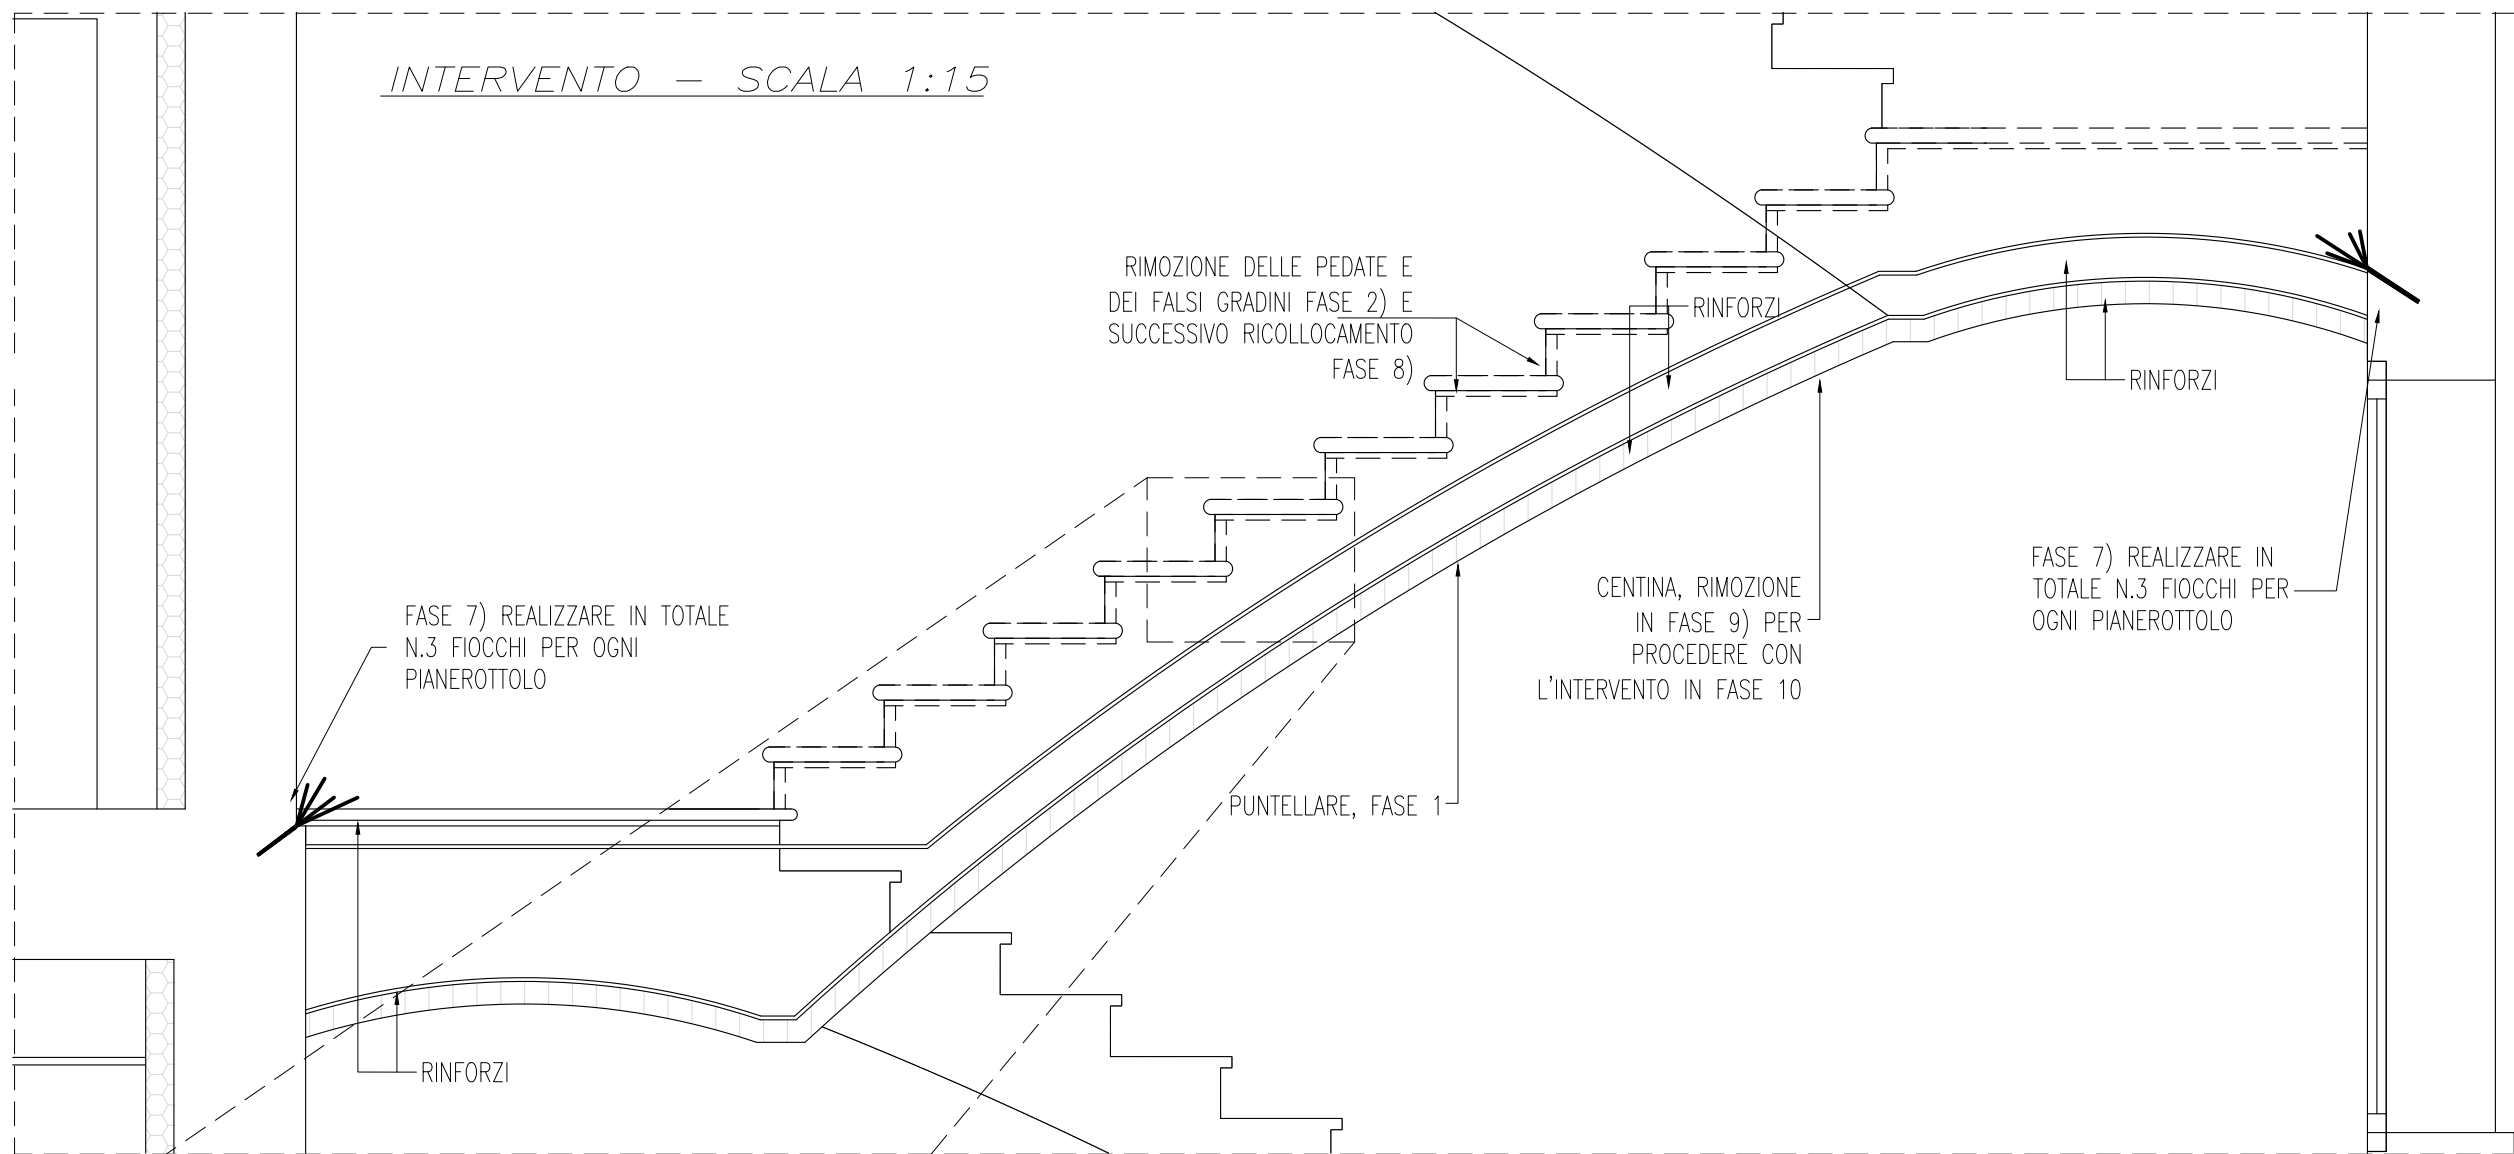 INTERVENTO - SCALA 1:15
RIMOZIONE DELLE PEDATE E
DEI FALSI GRADINI FASE 2) E
SUCCESSIVO RICOLLOCAMENTO
FASE 8)
RINFORZI
RINFORZI
FASE 7) REALIZZARE IN TOTALE
N.3 FIOCCHI PER OGNI
PIANEROTTOLO
CENTINA, RIMOZIONE
IN FASE 9) PER
PROCEDERE CON
L'INTERVENTO IN FASE 10
FASE 7) REALIZZARE IN
TOTALE N.3 FIOCCHI PER
OGNI PIANEROTTOLO
PUNTELLARE, FASE 1
RINFORZI